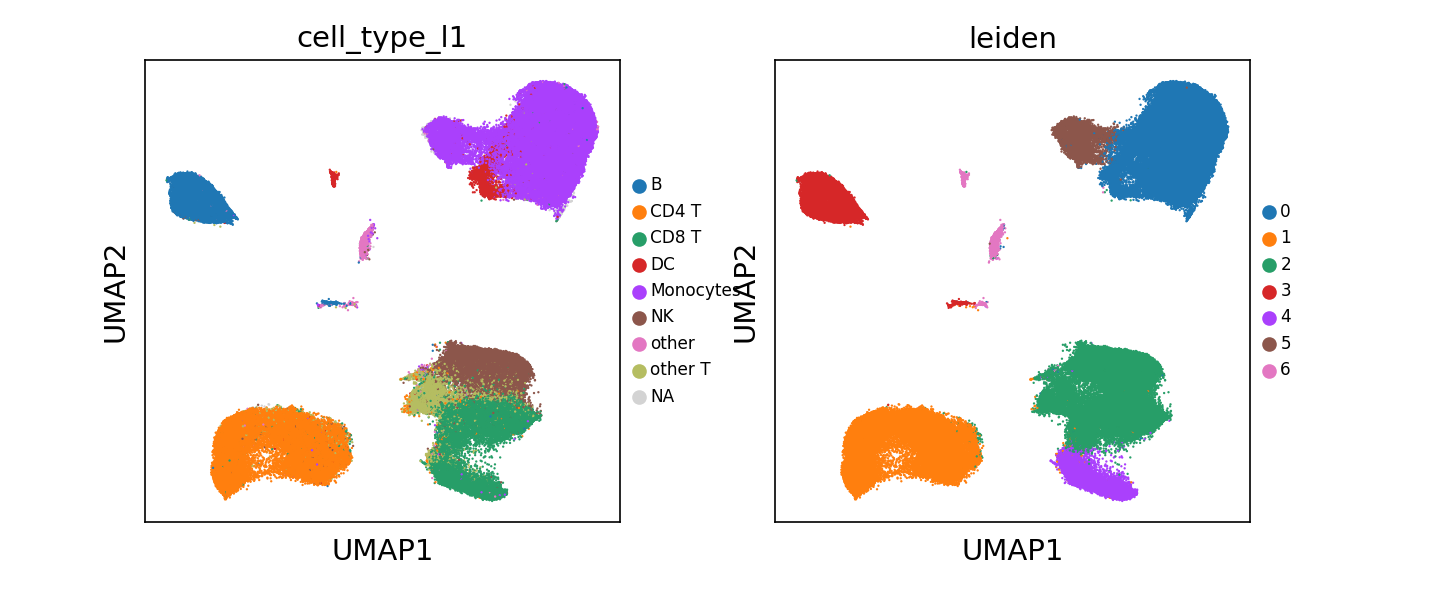 cell_type_l1
UMAP2
UMAP1
B
CD4 T
CD8 T
DC
Monocytes
NK
other
other T
NA
leiden
UMAP2
UMAP1
0
1
2
3
4
5
6